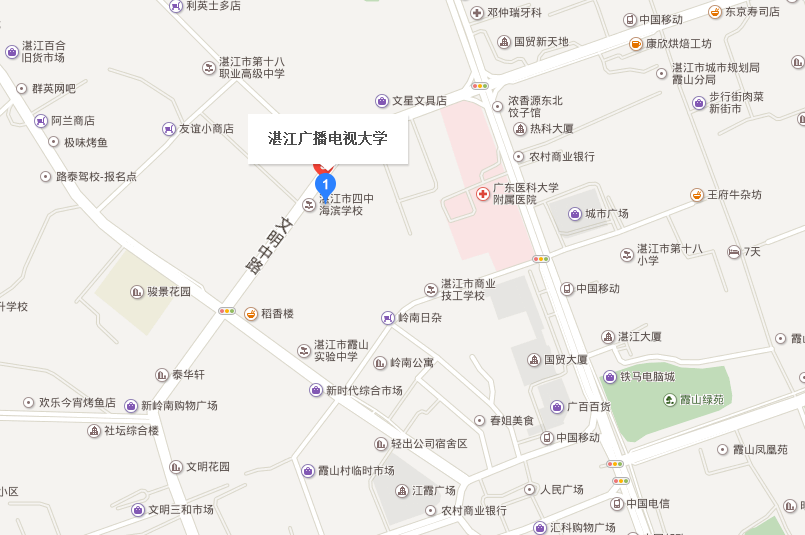 利英士多店
邓仲瑞牙科
中国移动
东京寿司店
湛江百合
旧货市场
国贸新天地
康欣烘焙工坊
湛江市第十八
职业高级中学
湛江市城市规划局
霞山分局
群英网吧
文星文具店
浓香源东北
饺子馆
步行街肉菜
新街市
阿兰商店
友谊小商店
热科大厦
极味烤鱼
湛江广播电视大学
农村商业银行
路泰驾校-报名点
1
广东医科大学
附属医院
王府牛杂坊
湛江市四中
海滨学校
城市广场
文明中路
湛江市第十八
小学
7天
骏景花园
湛江市商业
技工学校
中国移动
升学校
稻香楼
岭南日杂
湛江大厦
湛江市霞山
实验中学
岭南公寓
国贸大厦
泰华轩
铁马电脑城
新时代综合市场
欢乐今宵烤鱼店
新岭南购物广场
广百百货
霞山绿苑
春姐美食
社坛综合楼
轻出公司宿舍区
中国移动
霞山凤凰苑
文明花园
霞山村临时市场
小区
江霞广场
人民广场
文明三和市场
农村商业银行
中国电信
汇科购物广场